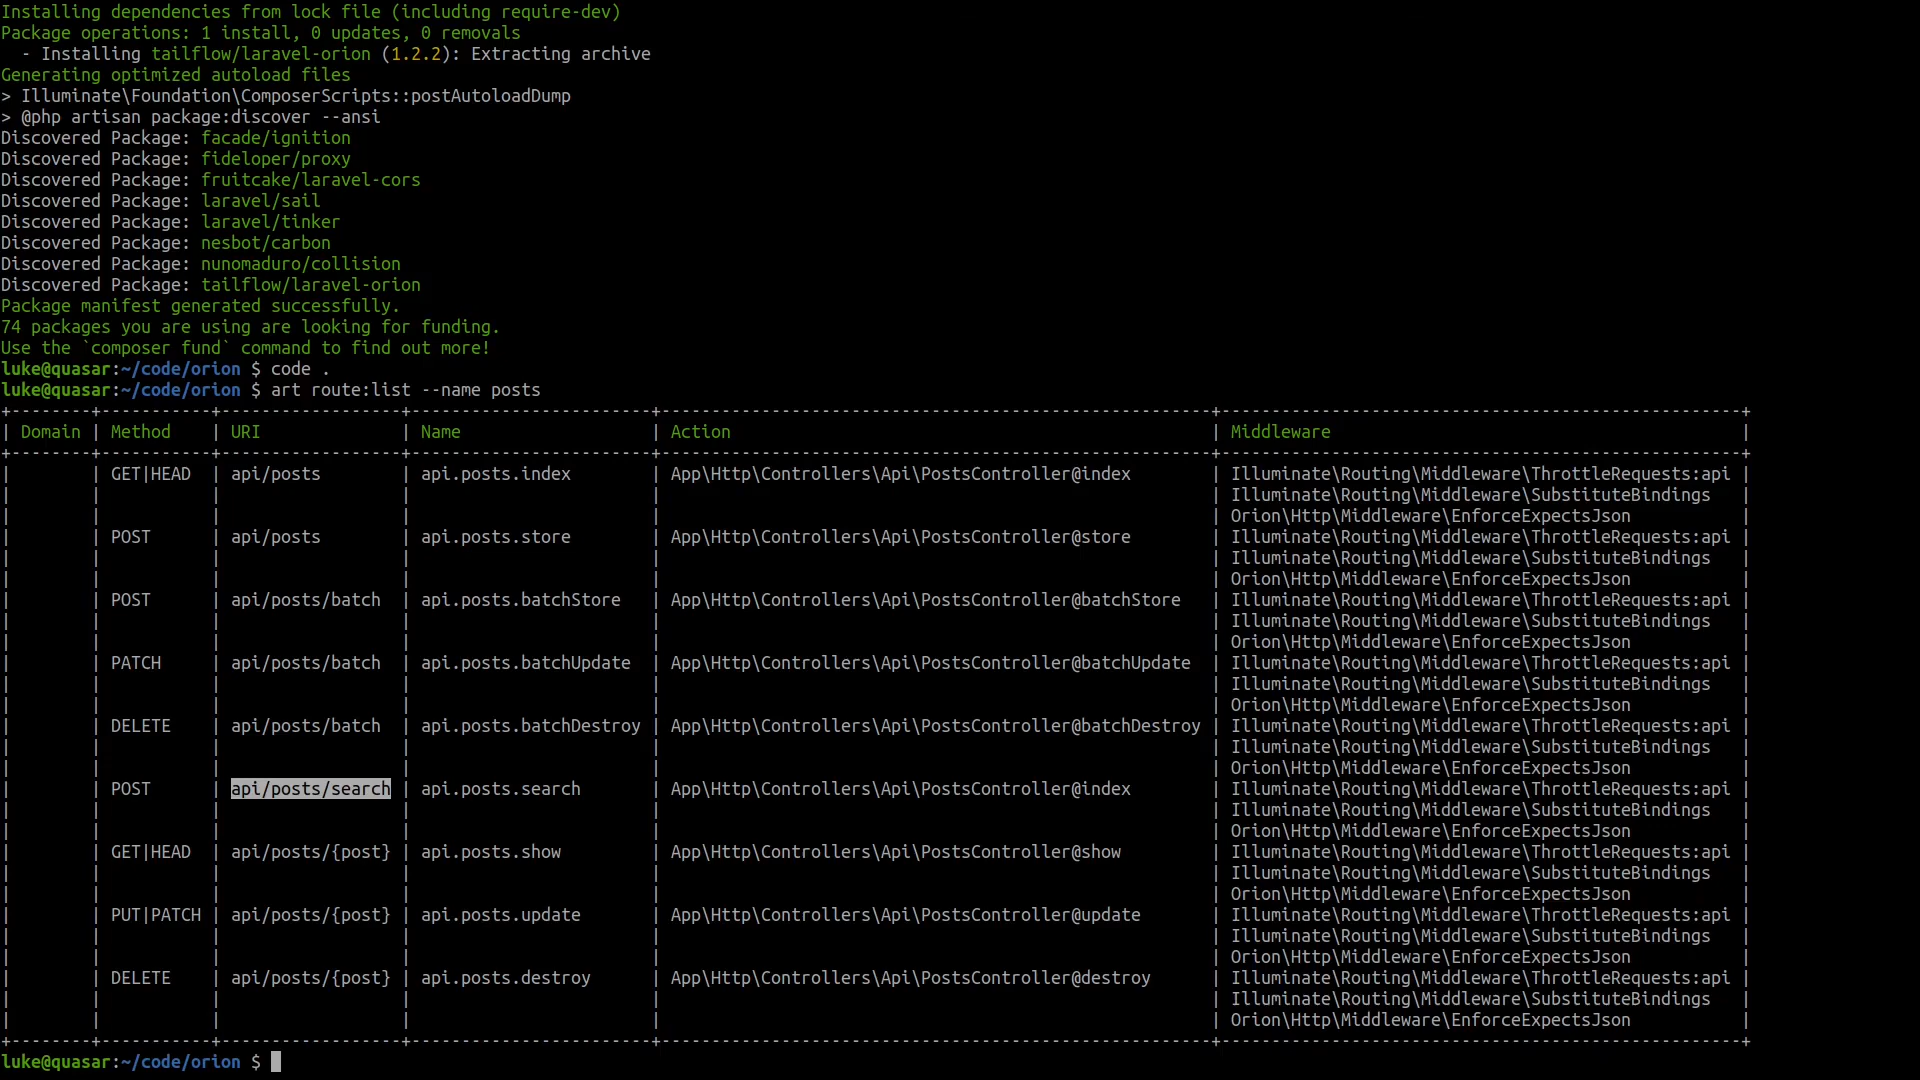 Installing dependencies from lock file (including require-dev)
Package operations: 1 install, 0 updates, 0 removals
  - Installing tailflow/laravel-orion (1.2.2): Extracting archive
Generating optimized autoload files
> Illuminate\Foundation\ComposerScripts::postAutoloadDump
> @php artisan package:discover --ansi
Discovered Package: facade/ignition
Discovered Package: fideloper/proxy
Discovered Package: fruitcake/laravel-cors
Discovered Package: laravel/sail
Discovered Package: laravel/tinker
Discovered Package: nesbot/carbon
Discovered Package: nunomaduro/collision
Discovered Package: tailflow/laravel-orion
Package manifest generated successfully.
74 packages you are using are looking for funding.
Use the `composer fund` command to find out more!
luke@quasar:~/code/orion $ code .
luke@quasar:~/code/orion $ art route:list --name posts
| Domain | Method | URI | Name | Action | Middleware |
| | GET|HEAD | api/posts | api.posts.index | App\Http\Controllers\Api\PostsController@index | Illuminate\Routing\Middleware\ThrottleRequests:api |
| | | | | | Illuminate\Routing\Middleware\SubstituteBindings |
| | | | | | Orion\Http\Middleware\EnforceExpectsJson |
| | POST | api/posts | api.posts.store | App\Http\Controllers\Api\PostsController@store | Illuminate\Routing\Middleware\ThrottleRequests:api |
| | | | | | Illuminate\Routing\Middleware\SubstituteBindings |
| | | | | | Orion\Http\Middleware\EnforceExpectsJson |
| | POST | api/posts/batch | api.posts.batchStore | App\Http\Controllers\Api\PostsController@batchStore | Illuminate\Routing\Middleware\ThrottleRequests:api |
| | | | | | Illuminate\Routing\Middleware\SubstituteBindings |
| | | | | | Orion\Http\Middleware\EnforceExpectsJson |
| | PATCH | api/posts/batch | api.posts.batchUpdate | App\Http\Controllers\Api\PostsController@batchUpdate | Illuminate\Routing\Middleware\ThrottleRequests:api |
| | | | | | Illuminate\Routing\Middleware\SubstituteBindings |
| | | | | | Orion\Http\Middleware\EnforceExpectsJson |
| | DELETE | api/posts/batch | api.posts.batchDestroy | App\Http\Controllers\Api\PostsController@batchDestroy | Illuminate\Routing\Middleware\ThrottleRequests:api |
| | | | | | Illuminate\Routing\Middleware\SubstituteBindings |
| | | | | | Orion\Http\Middleware\EnforceExpectsJson |
| | POST | api/posts/search | api.posts.search | App\Http\Controllers\Api\PostsController@index | Illuminate\Routing\Middleware\ThrottleRequests:api |
| | | | | | Illuminate\Routing\Middleware\SubstituteBindings |
| | | | | | Orion\Http\Middleware\EnforceExpectsJson |
| | GET|HEAD | api/posts/{post} | api.posts.show | App\Http\Controllers\Api\PostsController@show | Illuminate\Routing\Middleware\ThrottleRequests:api |
| | | | | | Illuminate\Routing\Middleware\SubstituteBindings |
| | | | | | Orion\Http\Middleware\EnforceExpectsJson |
| | PUT|PATCH | api/posts/{post} | api.posts.update | App\Http\Controllers\Api\PostsController@update | Illuminate\Routing\Middleware\ThrottleRequests:api |
| | | | | | Illuminate\Routing\Middleware\SubstituteBindings |
| | | | | | Orion\Http\Middleware\EnforceExpectsJson |
| | DELETE | api/posts/{post} | api.posts.destroy | App\Http\Controllers\Api\PostsController@destroy | Illuminate\Routing\Middleware\ThrottleRequests:api |
| | | | | | Illuminate\Routing\Middleware\SubstituteBindings |
| | | | | | Orion\Http\Middleware\EnforceExpectsJson |
luke@quasar:~/code/orion $